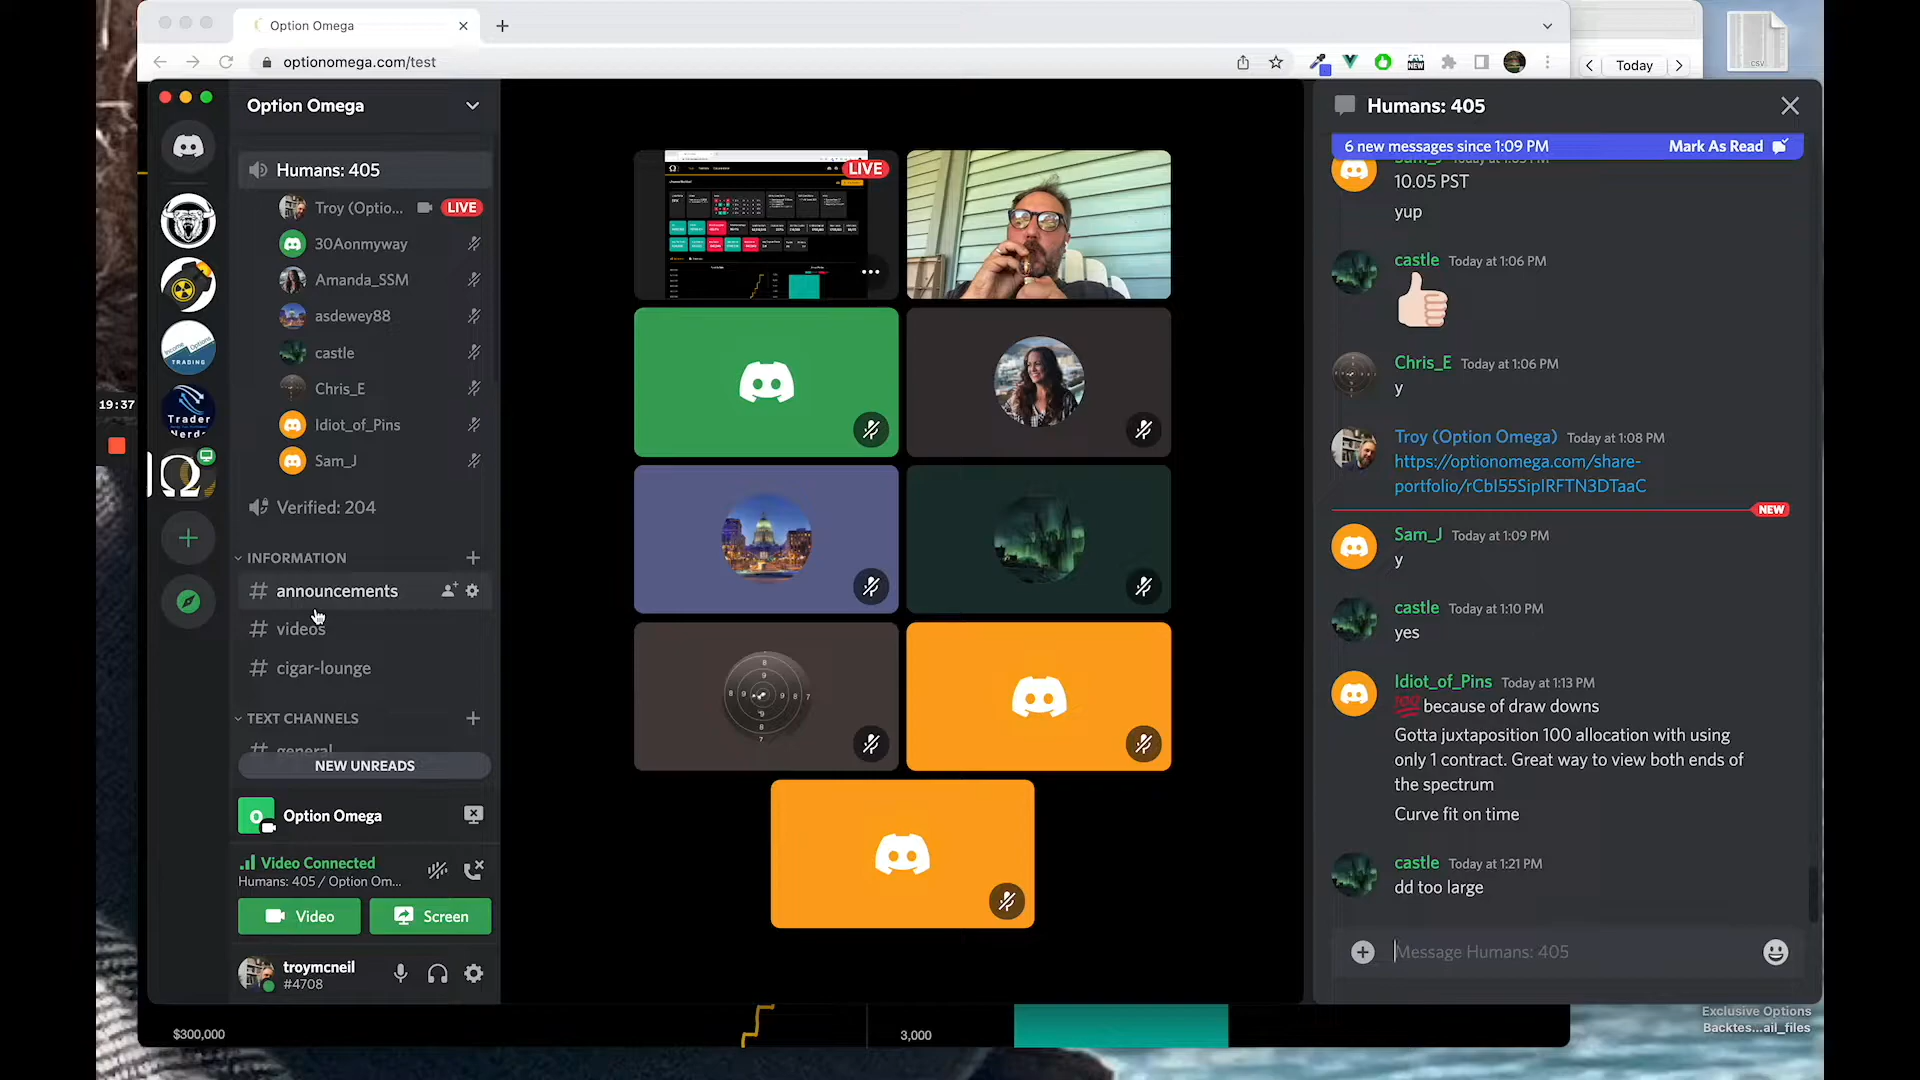 Option Omega
optionomega.com/test
Today
csv
Option Omega
Humans: 405
Troy (Optio...
LIVE
30Aonmyway
Amanda_SSM
asdewey88
castle
Chris_E
Idiot_of_Pins
Sam_J
Verified: 204
INFORMATION
announcements
videos
cigar-lounge
TEXT CHANNELS
general
NEW UNREADS
Option Omega
Video Connected
Humans: 405 / Option Om...
Video
Screen
troymcneil
#4708
19:37
TRADING
Trader
LIVE
Humans: 405
6 new messages since 1:09 PM
Mark As Read
10.05 PST
yup
castle Today at 1:06 PM
Chris_E Today at 1:06 PM
y
Troy (Option Omega) Today at 1:08 PM
https://optionomega.com/share-
portfolio/rCbI55SipIRFTN3DTaaC
NEW
Sam_J Today at 1:09 PM
y
castle Today at 1:10 PM
yes
Idiot_of_Pins Today at 1:13 PM
💯because of draw downs
Gotta juxtaposition 100 allocation with using
only 1 contract. Great way to view both ends of
the spectrum
Curve fit on time
castle Today at 1:21 PM
dd too large
Message Humans: 405
$300,000
3,000
Exclusive Options
Backtes...ail_files